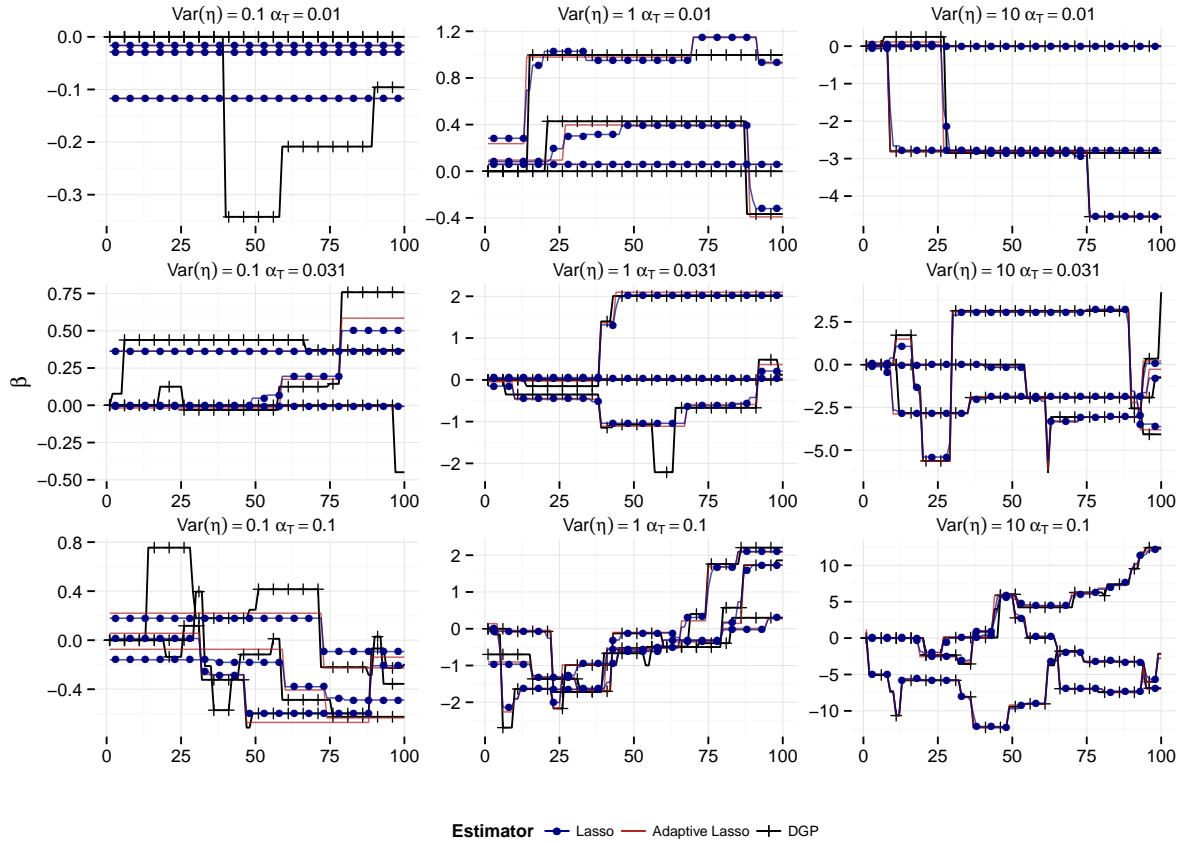 Var(η) = 0.1 α_T = 0.01
0.0
−0.1
−0.2
−0.3
0 25 50 75 100
Var(η) = 1 α_T = 0.01
1.2
0.8
0.4
0.0
−0.4
0 25 50 75 100
Var(η) = 10 α_T = 0.01
0
−1
−2
−3
−4
0 25 50 75 100
β
Var(η) = 0.1 α_T = 0.031
0.75
0.50
0.25
0.00
−0.25
−0.50
0 25 50 75 100
Var(η) = 1 α_T = 0.031
2
1
0
−1
−2
0 25 50 75 100
Var(η) = 10 α_T = 0.031
2.5
0.0
−2.5
−5.0
0 25 50 75 100
Var(η) = 0.1 α_T = 0.1
0.8
0.4
0.0
−0.4
0 25 50 75 100
Var(η) = 1 α_T = 0.1
2
1
0
−1
−2
0 25 50 75 100
Var(η) = 10 α_T = 0.1
10
5
0
−5
−10
0 25 50 75 100
Estimator Lasso Adaptive Lasso DGP